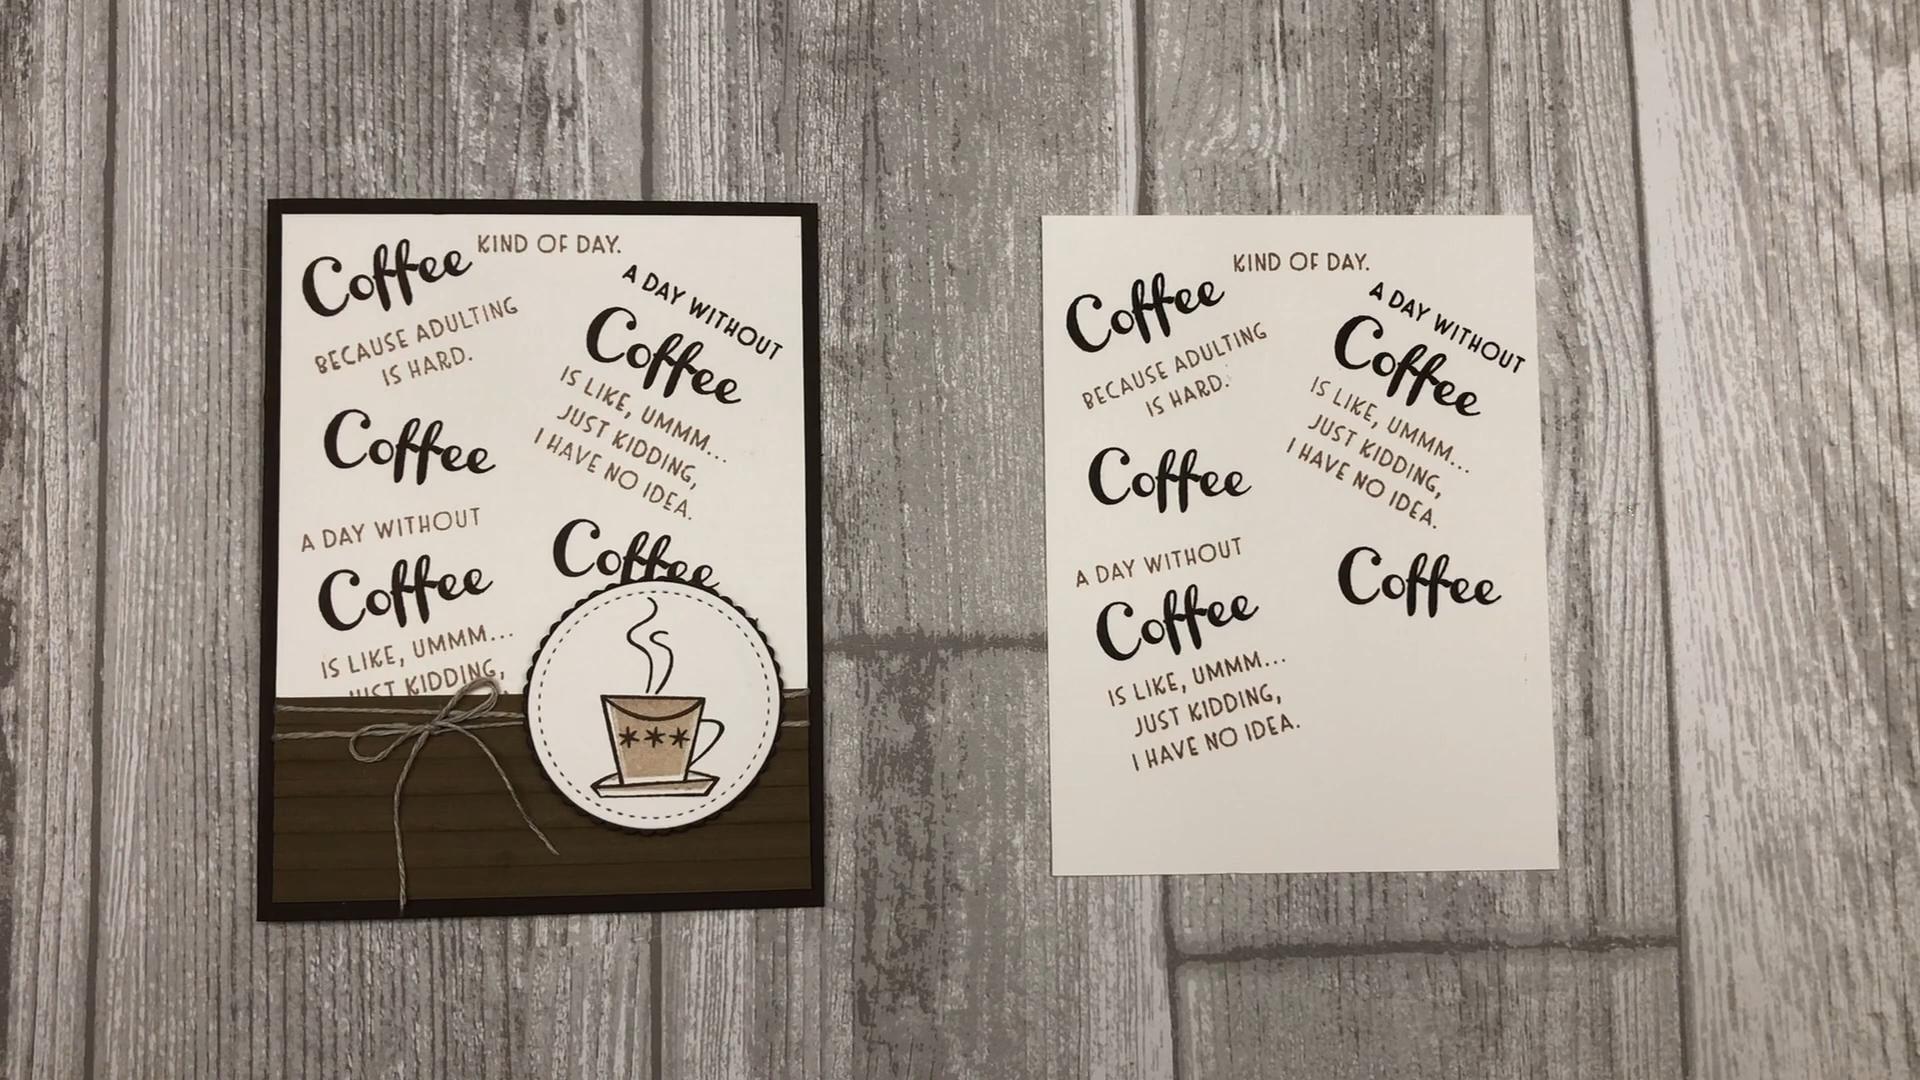 Coffee KIND OF DAY.
BECAUSE ADULTING
IS HARD.
A DAY WITHOUT
Coffee
IS LIKE, UMMM...
JUST KIDDING,
I HAVE NO IDEA.
Coffee
A DAY WITHOUT
Coffee
IS LIKE, UMMM...
JUST KIDDING,
Coffee
Coffee KIND OF DAY.
BECAUSE ADULTING
IS HARD.
A DAY WITHOUT
Coffee
IS LIKE, UMMM...
JUST KIDDING,
I HAVE NO IDEA.
Coffee
A DAY WITHOUT
Coffee
IS LIKE, UMMM...
JUST KIDDING,
I HAVE NO IDEA.
Coffee